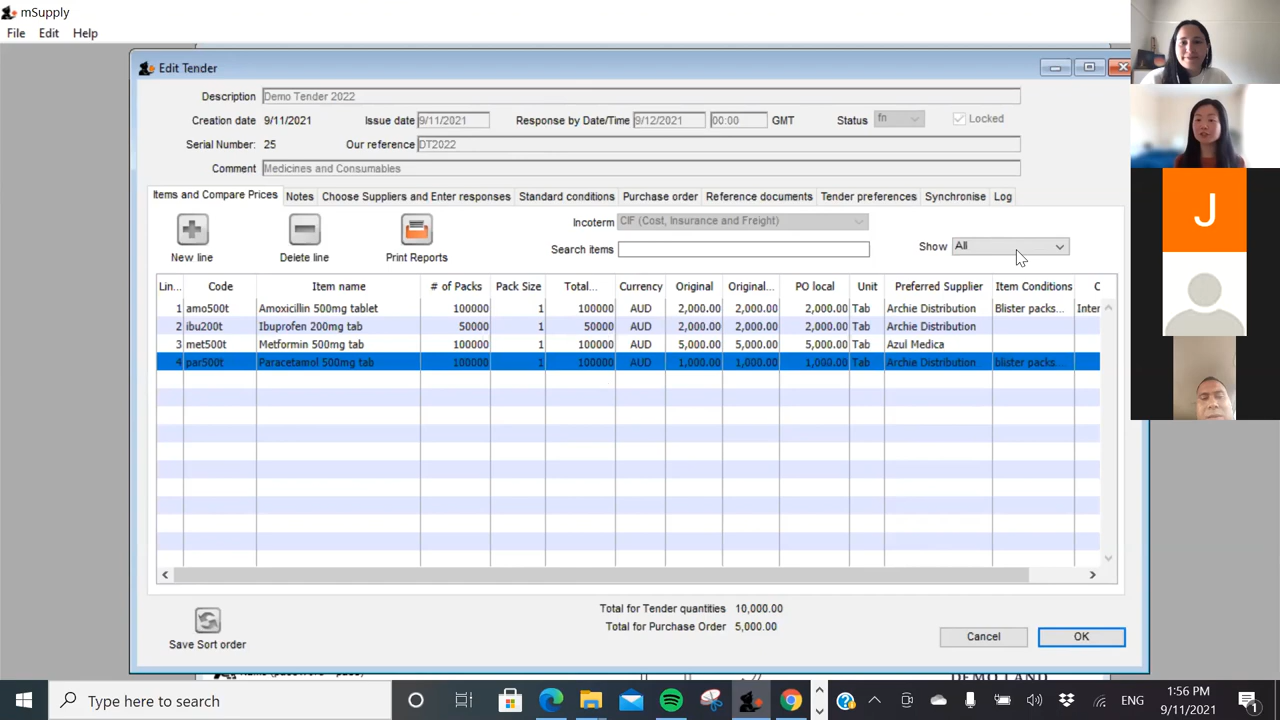 mSupply
File Edit Help
Edit Tender
Description Demo Tender 2022
Creation date 9/11/2021 Issue date 9/11/2021 Response by Date/Time 9/12/2021 00:00 GMT Status fn Locked
Serial Number: 25 Our reference DT2022
Comment Medicines and Consumables
Items and Compare Prices Notes Choose Suppliers and Enter responses Standard conditions Purchase order Reference documents Tender preferences Synchronise Log
New line Delete line Print Reports
Incoterm CIF (Cost, Insurance and Freight)
Search items Show All
Lin... Code Item name # of Packs Pack Size Total... Currency Original Original... PO local Unit Preferred Supplier Item Conditions C
1 amo500t Amoxicillin 500mg tablet 100000 1 100000 AUD 2,000.00 2,000.00 2,000.00 Tab Archie Distribution Blister packs... Inter
2 ibu200t Ibuprofen 200mg tab 50000 1 50000 AUD 2,000.00 2,000.00 2,000.00 Tab Archie Distribution
3 met500t Metformin 500mg tab 100000 1 100000 AUD 5,000.00 5,000.00 5,000.00 Tab Azul Medica
4 par500t Paracetamol 500mg tab 100000 1 100000 AUD 1,000.00 1,000.00 1,000.00 Tab Archie Distribution blister packs...
Total for Tender quantities 10,000.00
Total for Purchase Order 5,000.00
Save Sort order
Cancel OK
DEMO LAND
J
Type here to search
ENG
1:56 PM
9/11/2021
1